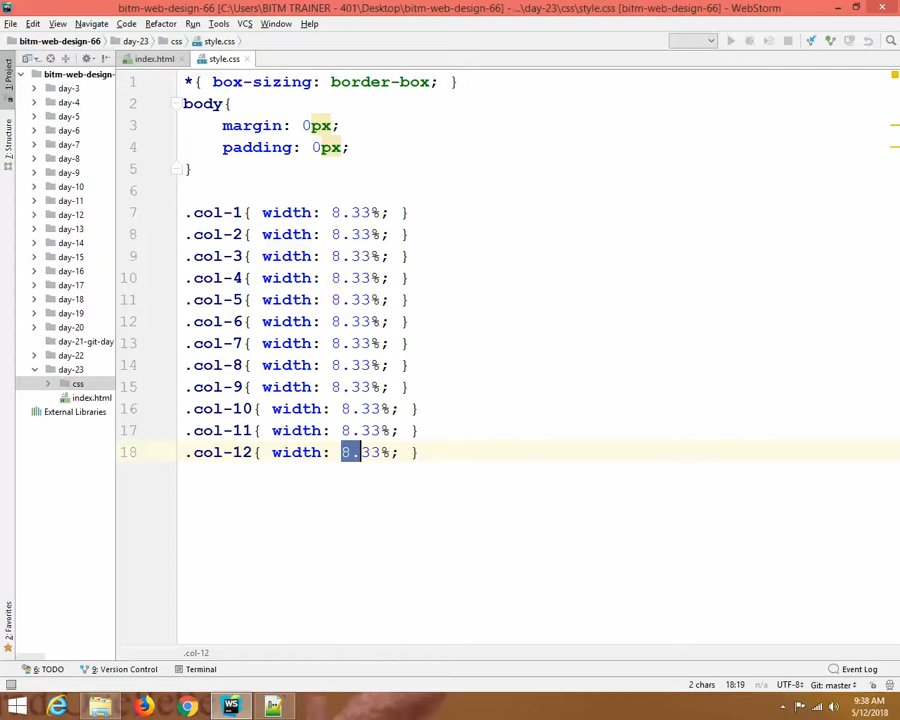 bitm-web-design-66 [C:\Users\BITM TRAINER - 401\Desktop\bitm-web-design-66] - ...\day-23\css\style.css [bitm-web-design-66] - WebStorm
File Edit View Navigate Code Refactor Run Tools VCS Window Help
bitm-web-design-66 day-23 css style.css
index.html style.css
1: Project
7: Structure
2: Favorites
bitm-web-design-
day-3
day-4
day-5
day-6
day-7
day-8
day-9
day-10
day-11
day-12
day-13
day-14
day-15
day-16
day-17
day-18
day-19
day-20
day-21-git-day
day-22
day-23
css
index.html
External Libraries
1 *{ box-sizing: border-box; }
2 body{
3 margin: 0px;
4 padding: 0px;
5 }
6
7 .col-1{ width: 8.33%; }
8 .col-2{ width: 8.33%; }
9 .col-3{ width: 8.33%; }
10 .col-4{ width: 8.33%; }
11 .col-5{ width: 8.33%; }
12 .col-6{ width: 8.33%; }
13 .col-7{ width: 8.33%; }
14 .col-8{ width: 8.33%; }
15 .col-9{ width: 8.33%; }
16 .col-10{ width: 8.33%; }
17 .col-11{ width: 8.33%; }
18 .col-12{ width: 8.33%; }
.col-12
6: TODO 9: Version Control Terminal Event Log
2 chars 18:19 n/a UTF-8 Git: master
WS
9:38 AM
5/12/2018